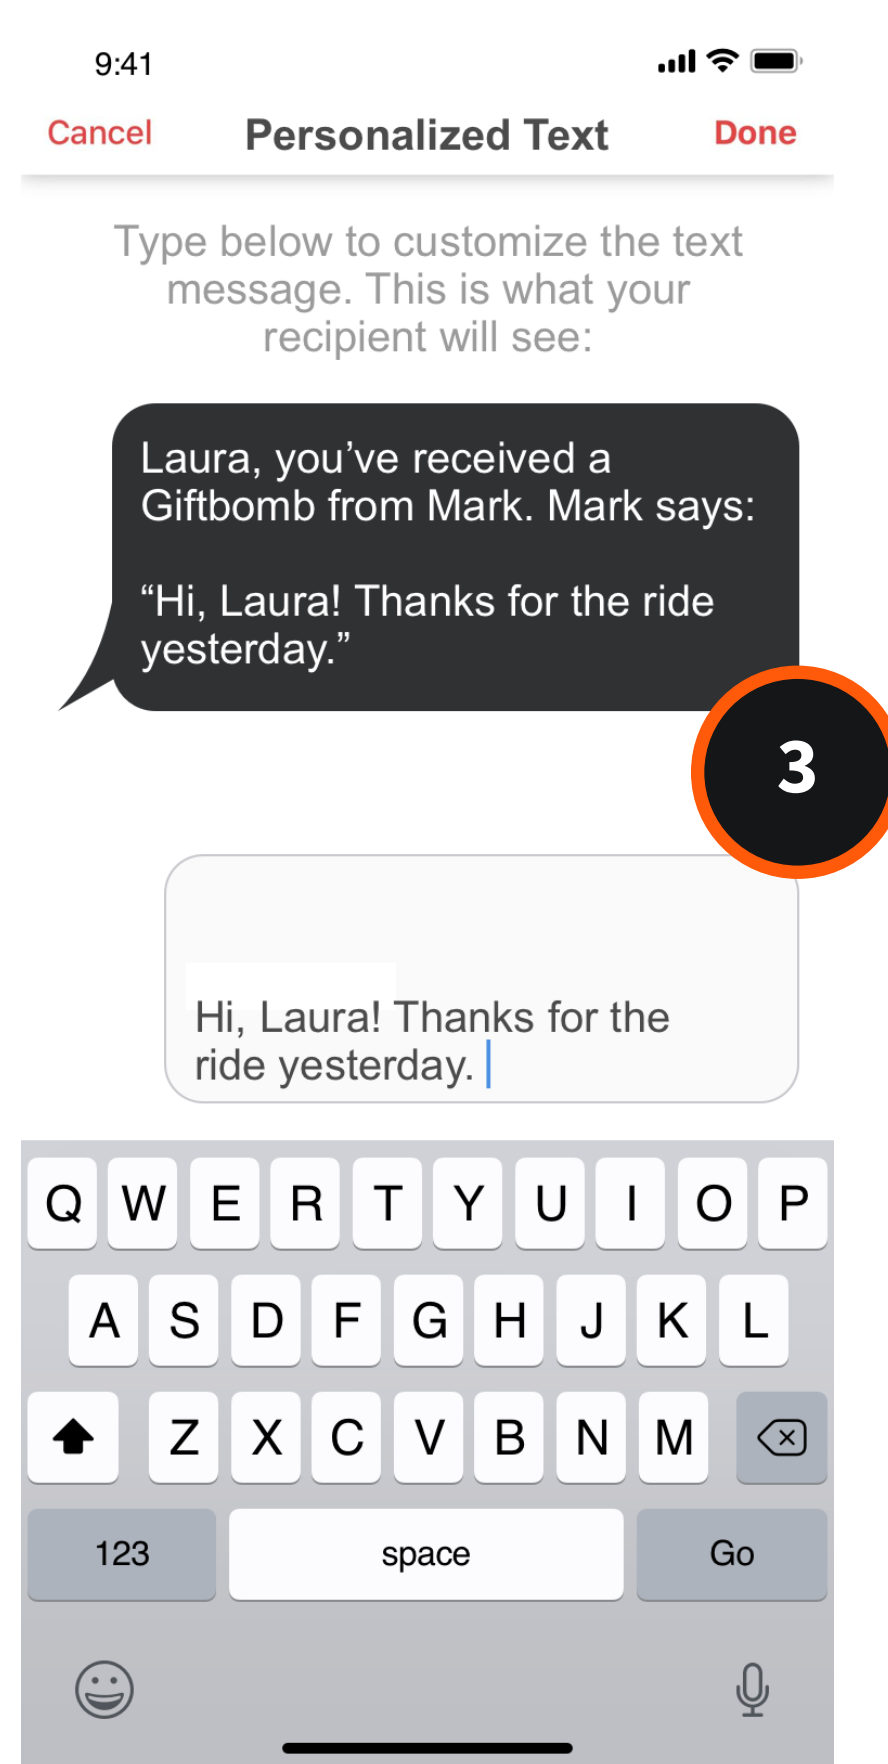 9:41
Cancel Personalized Text Done
Type below to customize the text
message. This is what your
recipient will see:
Laura, you’ve received a
Giftbomb from Mark. Mark says:
“Hi, Laura! Thanks for the ride
yesterday.”
3
Hi, Laura! Thanks for the
ride yesterday.
Q W E R T Y U I O P
A S D F G H J K L
Z X C V B N M
123 space Go